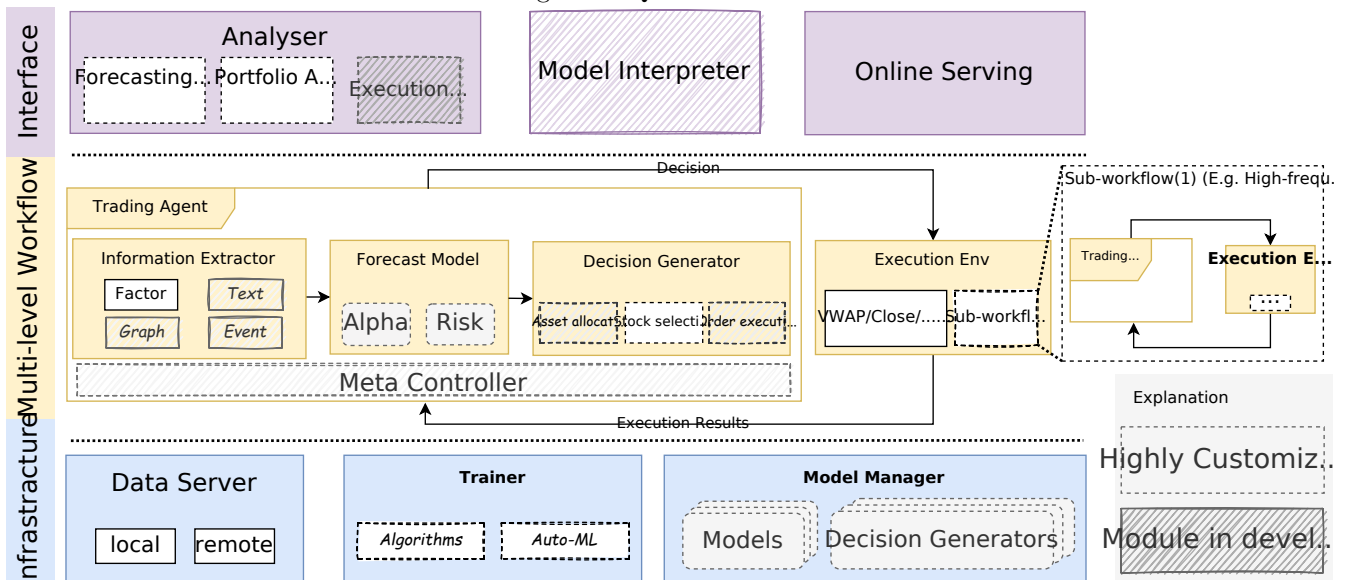 Interface
Analyser
Forecasting...
Portfolio A...
Execution...
Model Interpreter
Online Serving
Multi-level Workflow
Decision
Trading Agent
Information Extractor
Factor
Text
Graph
Event
Forecast Model
Alpha
Risk
Decision Generator
Asset allocat...
Stock selecti...
Order executi...
Meta Controller
Execution Env
VWAP/Close/.....
Sub-workfl...
Execution Results
Sub-workflow(1) (E.g. High-frequ.
Trading...
Execution E...
...
Infrastracture
Data Server
local
remote
Trainer
Algorithms
Auto-ML
Model Manager
Models
Decision Generators
Explanation
Highly Customiz...
Module in devel...